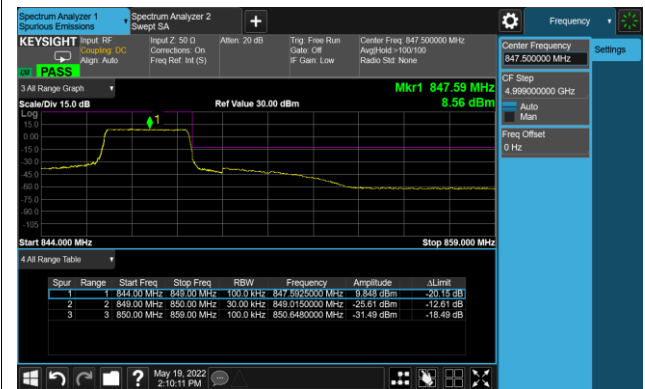 Spectrum Analyzer 1
Spurious Emissions
Spectrum Analyzer 2
Swept SA
+
Frequency
KEYSIGHT
Input: RF
Coupling: DC
Align: Auto
Input Z: 50 Ω
Corrections: On
Freq Ref: Int (S)
Atten: 20 dB
Trig: Free Run
Gate: Off
IF Gain: Low
Center Freq: 847.500000 MHz
Avg|Hold:>100/100
Radio Std: None
LXI PASS
Center Frequency
847.500000 MHz
Settings
CF Step
4.999000000 GHz
Auto
Man
Freq Offset
0 Hz
3 All Range Graph
Mkr1 847.59 MHz
Scale/Div 15.0 dB
Ref Value 30.00 dBm
8.56 dBm
Log
15.0
0.00
-15.0
-30.0
-45.0
-60.0
-75.0
-90.0
-105
1
Start 844.000 MHz
Stop 859.000 MHz
4 All Range Table
Spur Range Start Freq Stop Freq RBW Frequency Amplitude ΔLimit
1 1 844.00 MHz 849.00 MHz 100.0 kHz 847.5925000 MHz 9.848 dBm -20.15 dB
2 2 849.00 MHz 850.00 MHz 30.00 kHz 849.0150000 MHz -25.61 dBm -12.61 dB
3 3 850.00 MHz 859.00 MHz 100.0 kHz 850.6480000 MHz -31.49 dBm -18.49 dB
?
May 19, 2022
2:10:11 PM